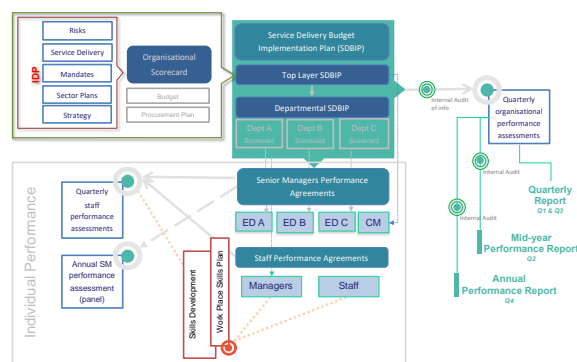 IDP
Risks
Service Delivery
Mandates
Sector Plans
Strategy
Organisational
Scorecard
Budget
Procurement Plan
Service Delivery Budget
Implementation Plan (SDBIP)
Top Layer SDBIP
Departmental SDBIP
Dept A
Scorecard
Dept B
Scorecard
Dept C
Scorecard
Internal Audit
of info
Quarterly
organisational
performance
assessments
Internal Audit
Internal Audit
Quarterly
Report
Q1 & Q3
Mid-year
Performance Report
Q2
Annual
Performance Report
Q4
Individual Performance
Quarterly
staff
performance
assessments
Annual SM
performance
assessment
(panel)
Senior Managers Performance
Agreements
ED A
ED B
ED C
CM
Staff Performance Agreements
Managers
Staff
Skills Development
Work Place Skills Plan